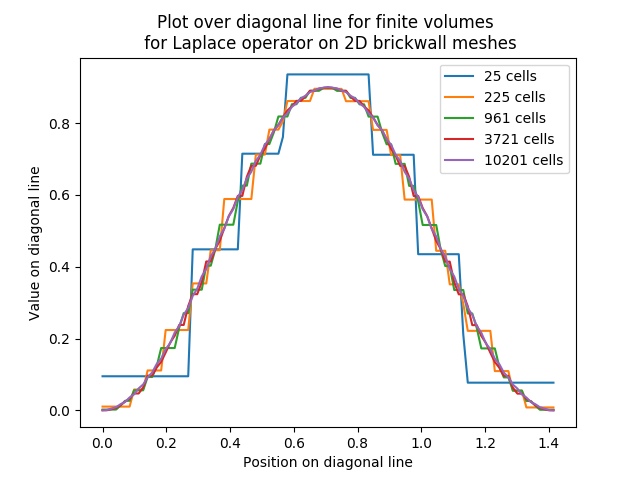 Plot over diagonal line for finite volumes
for Laplace operator on 2D brickwall meshes
25 cells
225 cells
961 cells
3721 cells
10201 cells
Value on diagonal line
0.8
0.6
0.4
0.2
0.0
0.0 0.2 0.4 0.6 0.8 1.0 1.2 1.4
Position on diagonal line